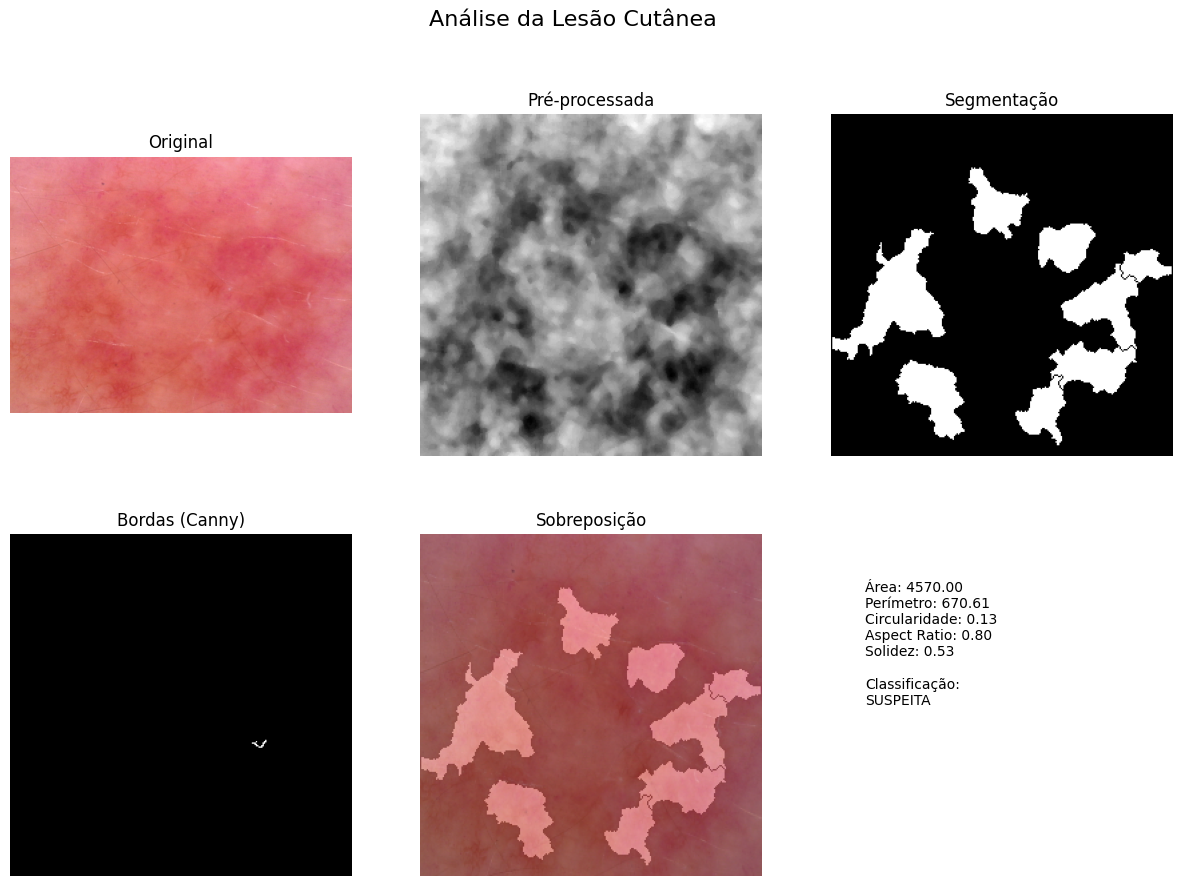 Análise da Lesão Cutânea
Original
Pré-processada
Segmentação
Bordas (Canny)
Sobreposição
Área: 4570.00
Perímetro: 670.61
Circularidade: 0.13
Aspect Ratio: 0.80
Solidez: 0.53
Classificação:
SUSPEITA